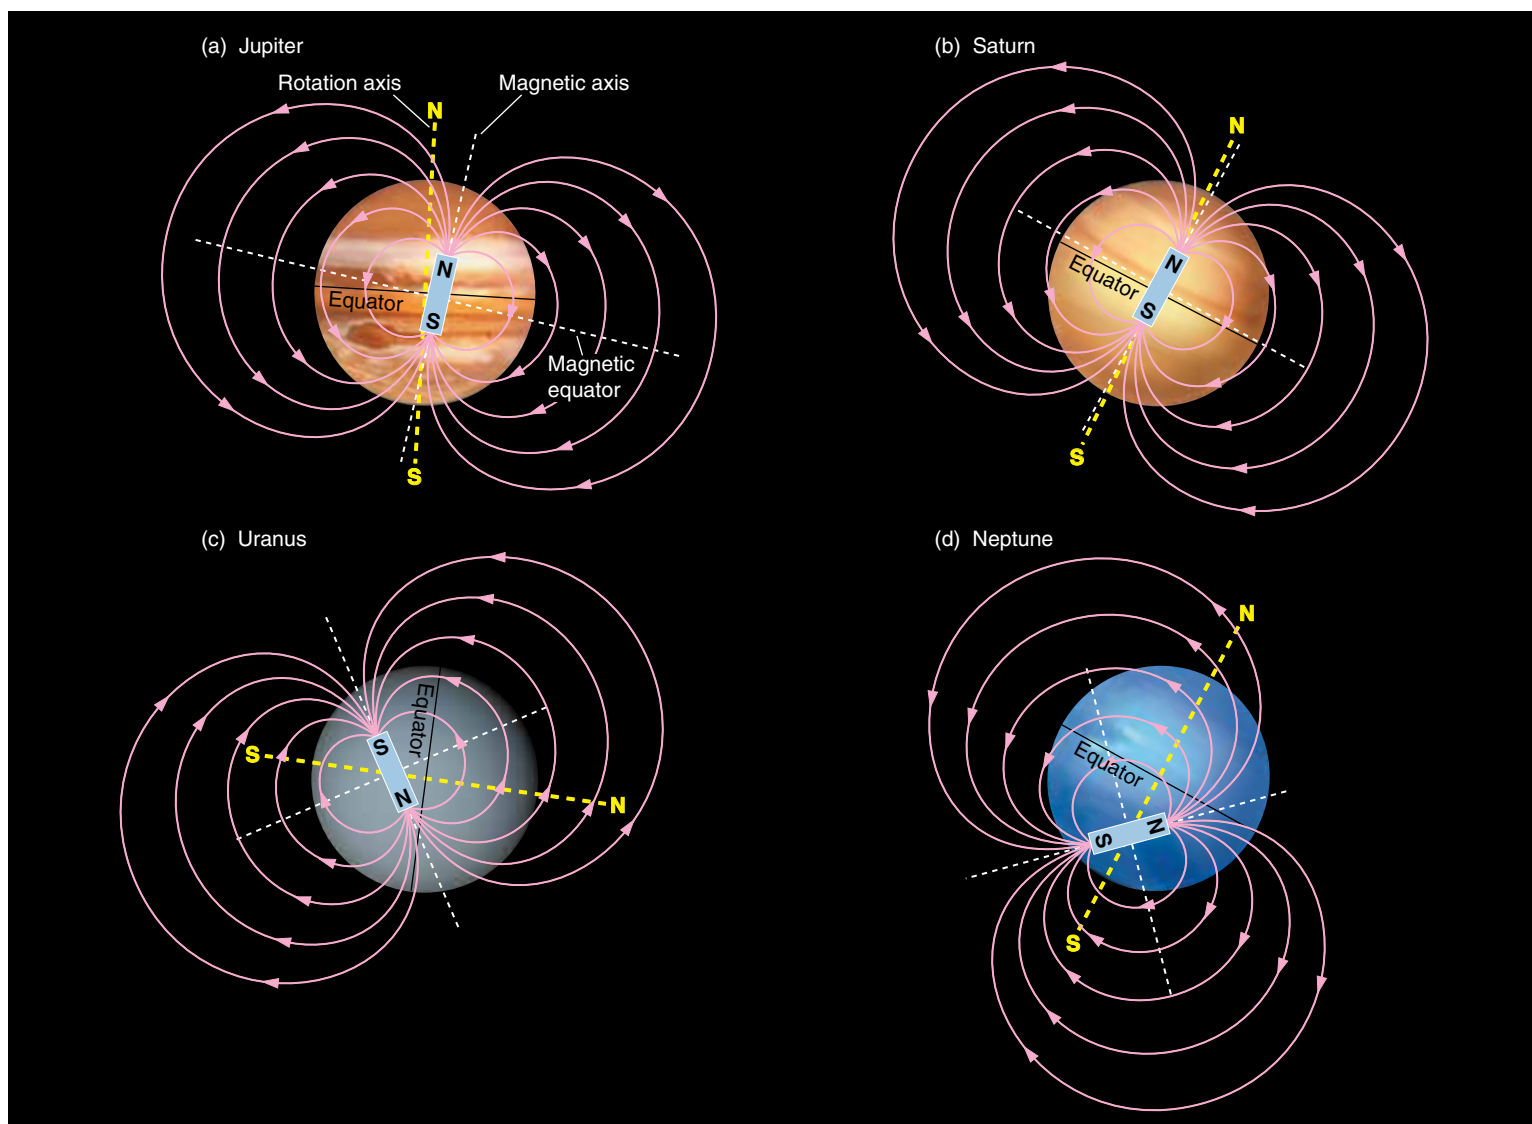 (a) Jupiter
Rotation axis
Magnetic axis
N
N
Equator
S
Magnetic
equator
S
(b) Saturn
N
N
Equator
S
S
(c) Uranus
Equator
S
S
N
N
(d) Neptune
N
Equator
S
N
S